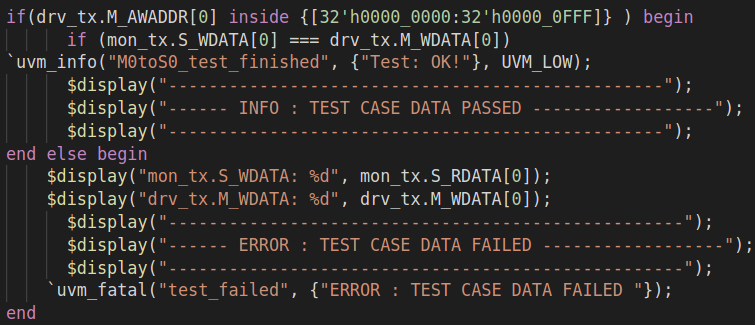 if(drv_tx.M_AWADDR[0] inside {[32'h0000_0000:32'h0000_0FFF]} ) begin
if (mon_tx.S_WDATA[0] === drv_tx.M_WDATA[0])
`uvm_info("M0toS0_test_finished", {"Test: OK!"}, UVM_LOW);
$display("-------------------------------------------------");
$display("------ INFO : TEST CASE DATA PASSED ------------------");
$display("-------------------------------------------------");
end else begin
$display("mon_tx.S_WDATA: %d", mon_tx.S_RDATA[0]);
$display("drv_tx.M_WDATA: %d", drv_tx.M_WDATA[0]);
$display("---------------------------------------------------");
$display("------ ERROR : TEST CASE DATA FAILED ------------------");
$display("---------------------------------------------------");
`uvm_fatal("test_failed", {"ERROR : TEST CASE DATA FAILED "});
end